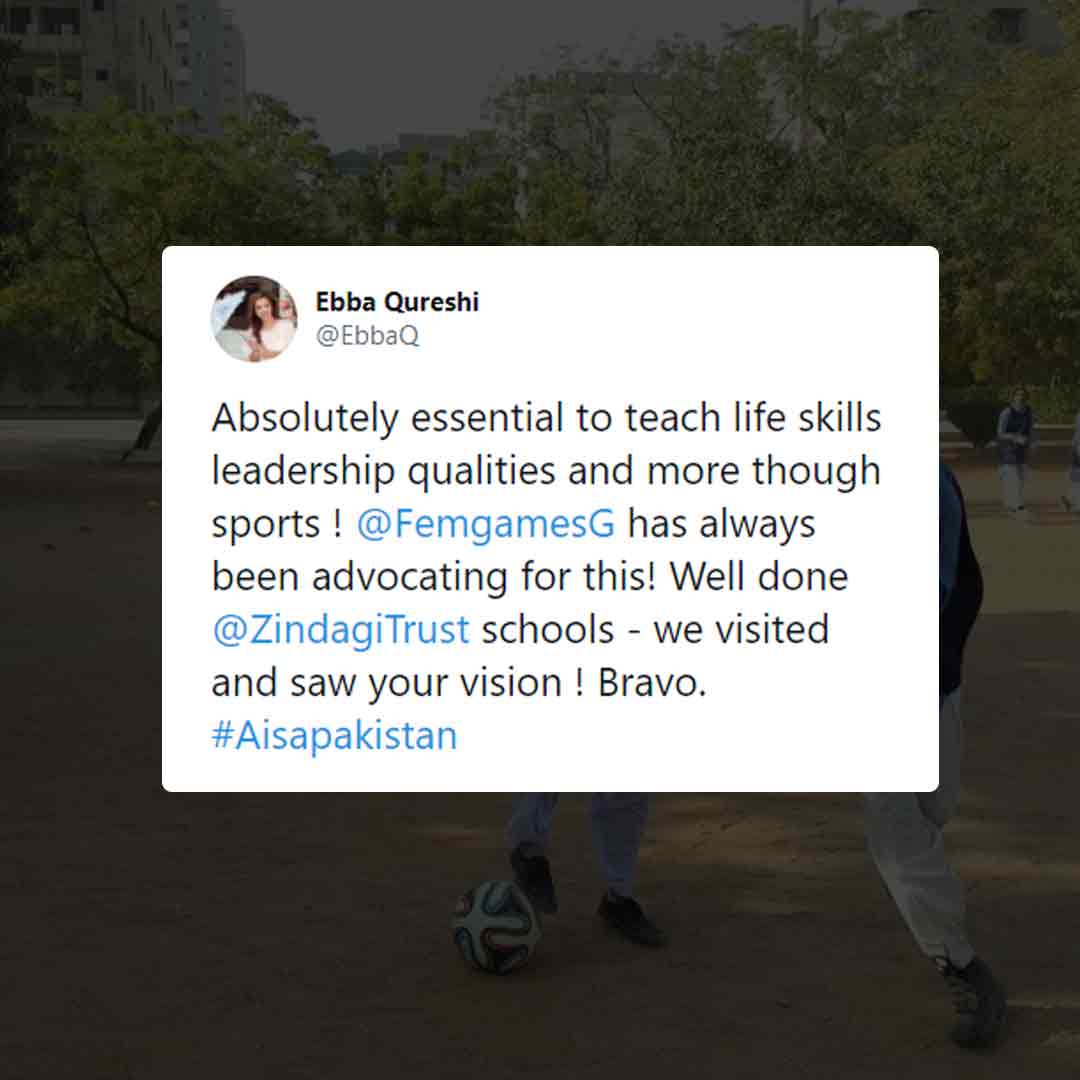 Ebba Qureshi
@EbbaQ
Absolutely essential to teach life skills
leadership qualities and more though
sports ! @FemgamesG has always
been advocating for this! Well done
@ZindagiTrust schools - we visited
and saw your vision ! Bravo.
#Aisapakistan